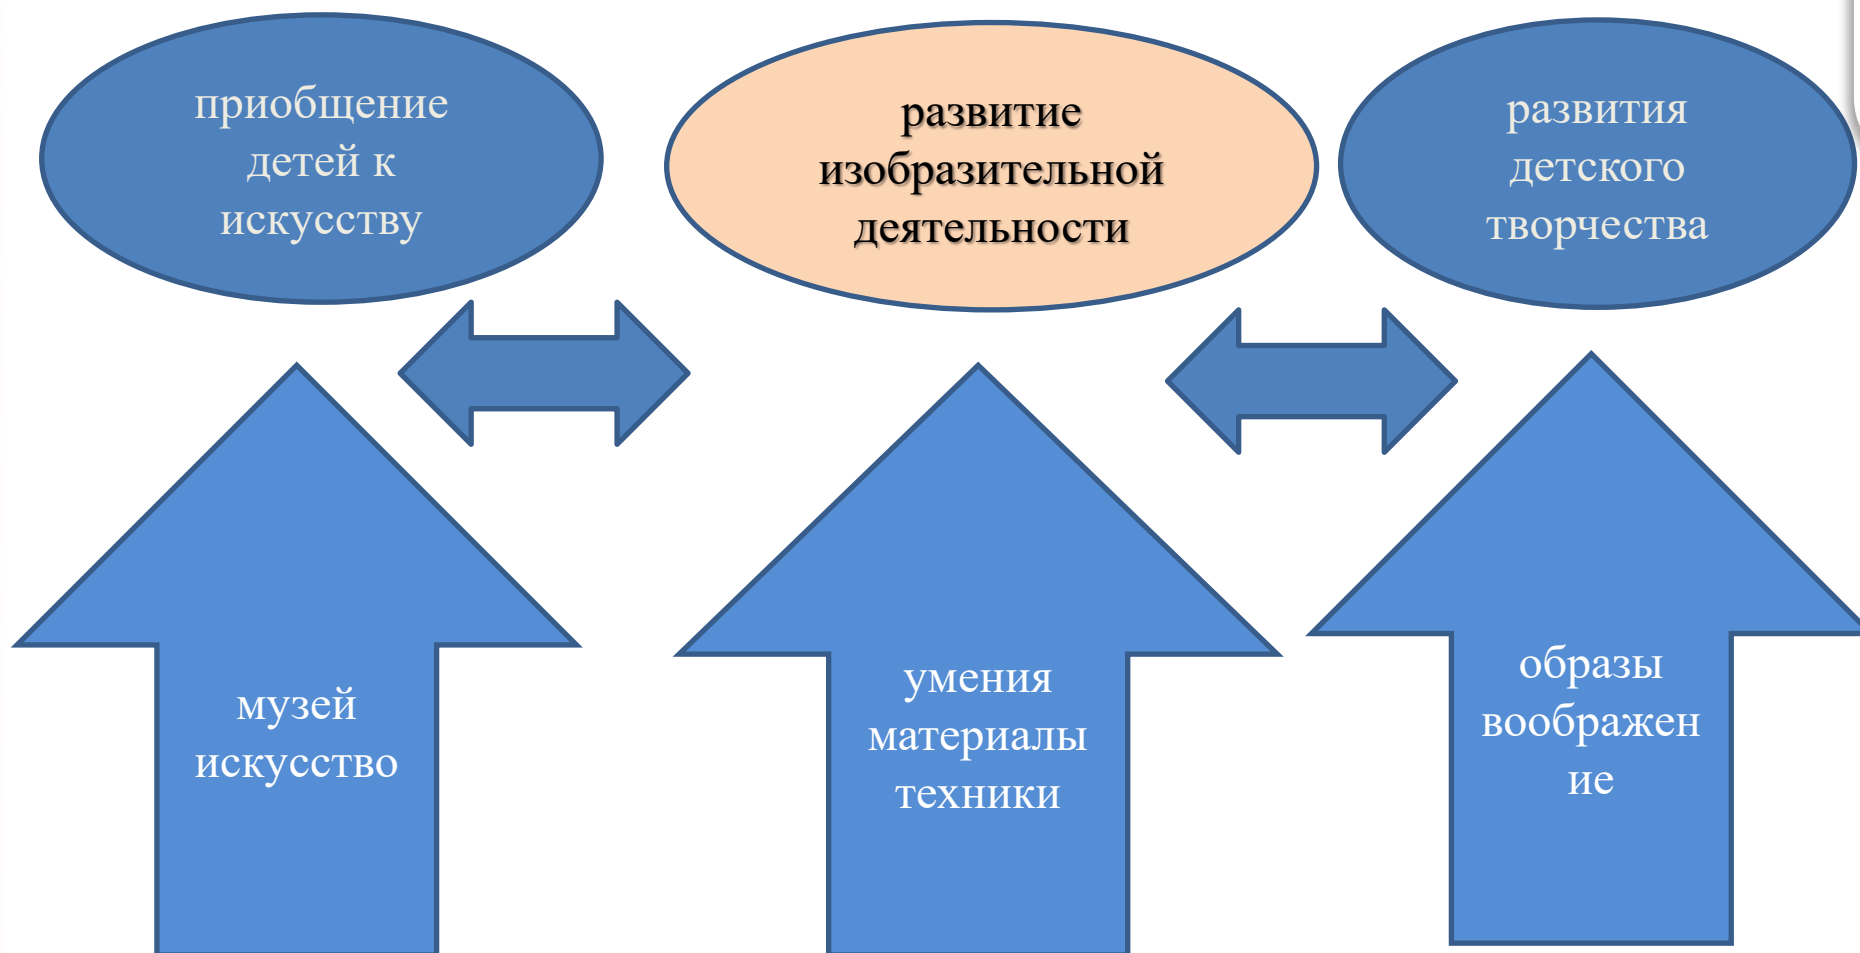 приобщение
детей к
искусству
развитие
изобразительной
деятельности
развития
детского
творчества
музей
искусство
умения
материалы
техники
образы
воображен
ие